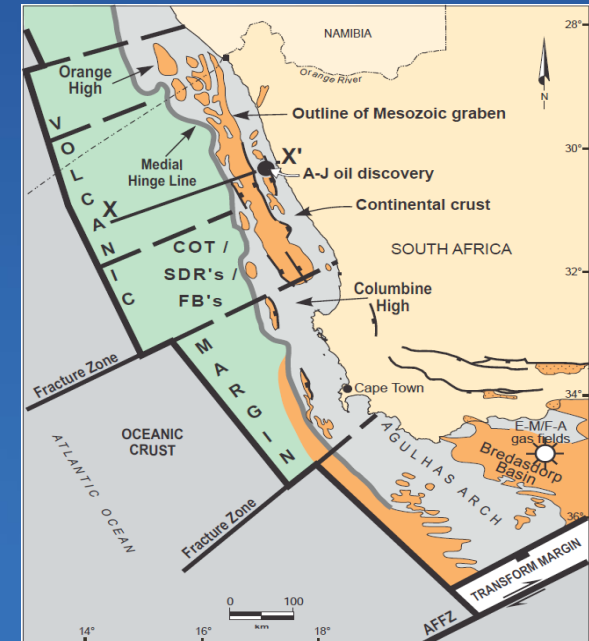 28°
NAMIBIA
Orange
High
Orange River
N
Outline of Mesozoic graben
30°
Medial
Hinge Line
X'
A-J oil discovery
X
Continental crust
VOLCANIC
MARGIN
COT /
SDR's /
FB's
SOUTH AFRICA
32°
Columbine
High
Fracture Zone
Cape Town
34°
OCEANIC
CRUST
ATLANTIC OCEAN
E-M/F-A
gas fields
Bredasdorp
Basin
AGULHAS ARCH
Fracture Zone
36°
TRANSFORM MARGIN
AFFZ
0 100
km
14° 16° 18°